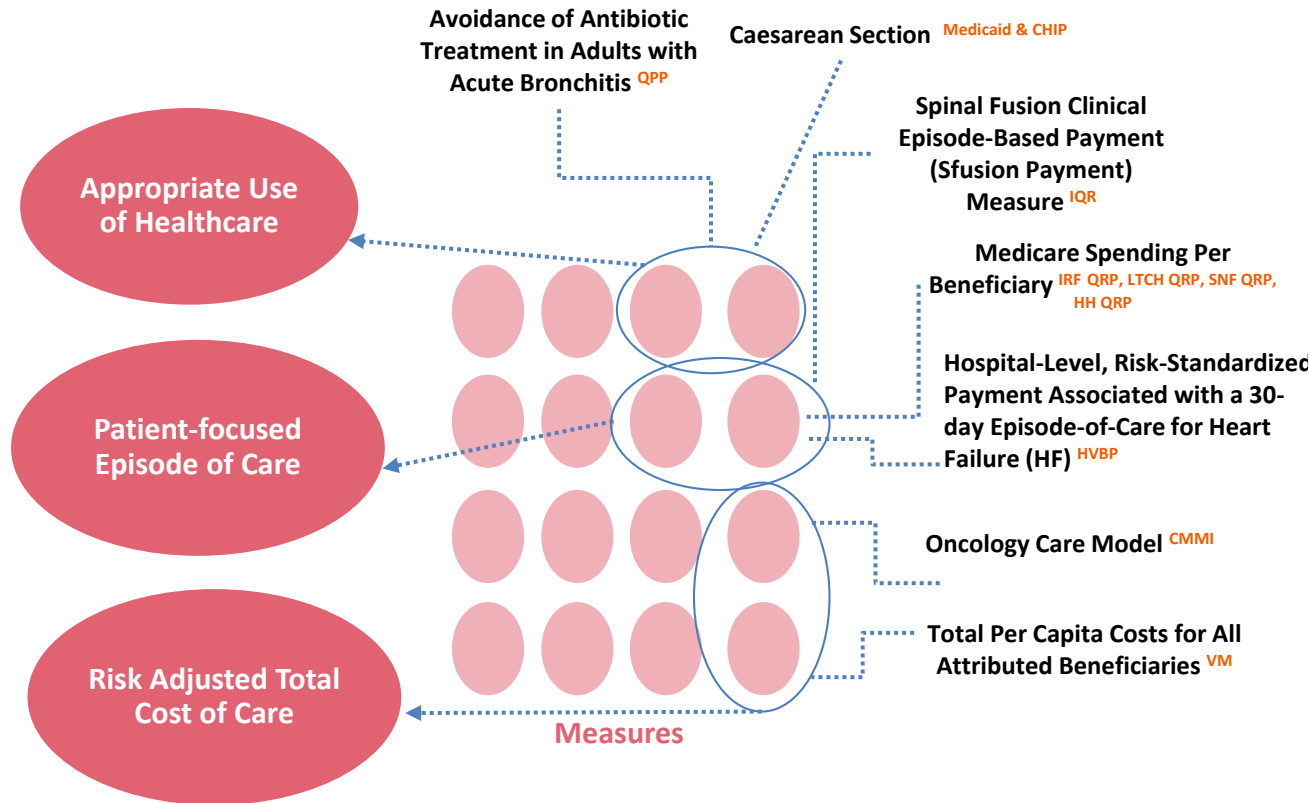 Avoidance of Antibiotic
Treatment in Adults with
Acute Bronchitis QPP
Caesarean Section Medicaid & CHIP
Spinal Fusion Clinical
Episode-Based Payment
(Sfusion Payment)
Measure IQR
Medicare Spending Per
Beneficiary IRF QRP, LTCH QRP, SNF QRP,
HH QRP
Hospital-Level, Risk-Standardized
Payment Associated with a 30-
day Episode-of-Care for Heart
Failure (HF) HVBP
Oncology Care Model CMMI
Total Per Capita Costs for All
Attributed Beneficiaries VM
Appropriate Use
of Healthcare
Patient-focused
Episode of Care
Risk Adjusted Total
Cost of Care
Measures